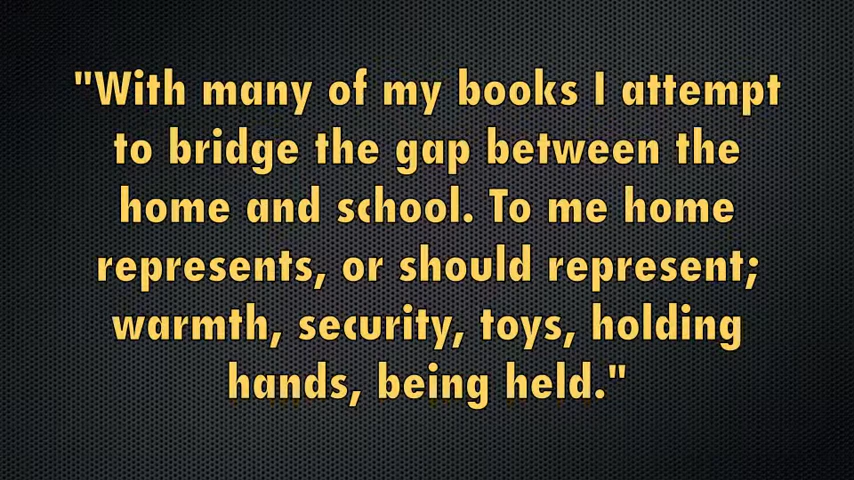 "With many of my books I attempt
to bridge the gap between the
home and school. To me home
represents, or should represent;
warmth, security, toys, holding
hands, being held."